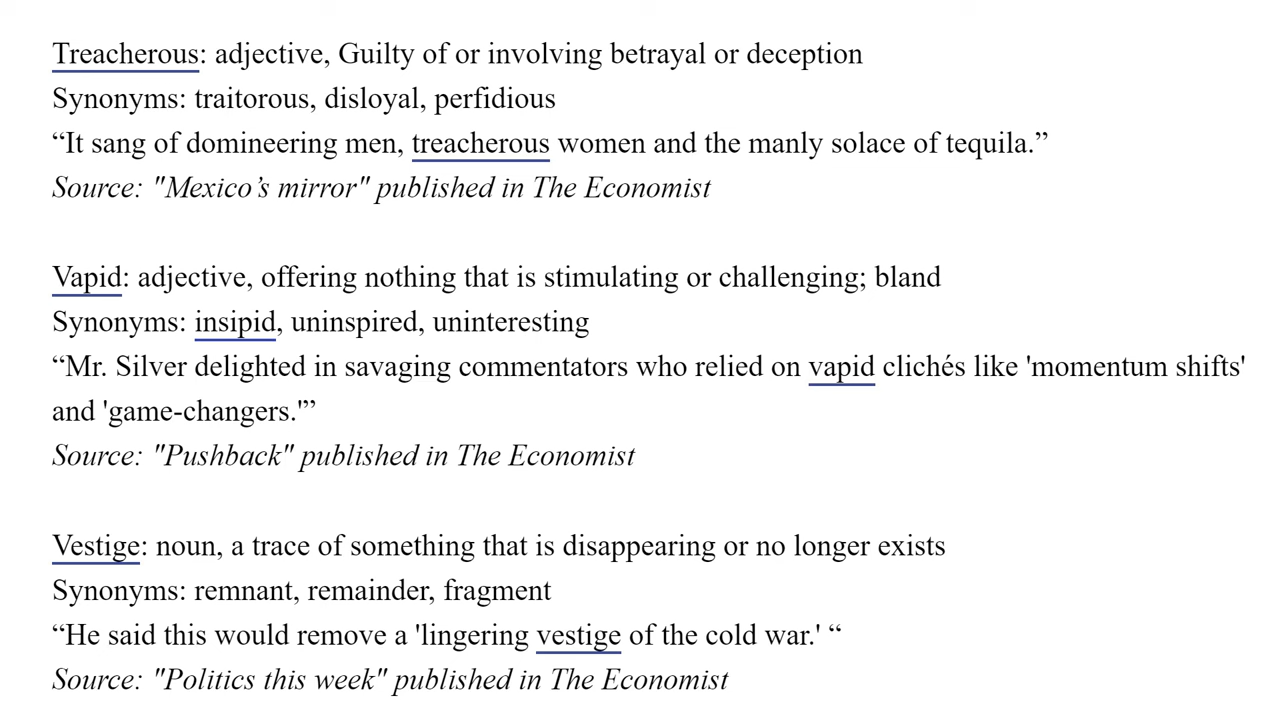 Treacherous: adjective, Guilty of or involving betrayal or deception
Synonyms: traitorous, disloyal, perfidious
“It sang of domineering men, treacherous women and the manly solace of tequila.”
Source: "Mexico’s mirror" published in The Economist
Vapid: adjective, offering nothing that is stimulating or challenging; bland
Synonyms: insipid, uninspired, uninteresting
“Mr. Silver delighted in savaging commentators who relied on vapid clichés like 'momentum shifts'
and 'game-changers.'”
Source: "Pushback" published in The Economist
Vestige: noun, a trace of something that is disappearing or no longer exists
Synonyms: remnant, remainder, fragment
“He said this would remove a 'lingering vestige of the cold war.' “
Source: "Politics this week" published in The Economist